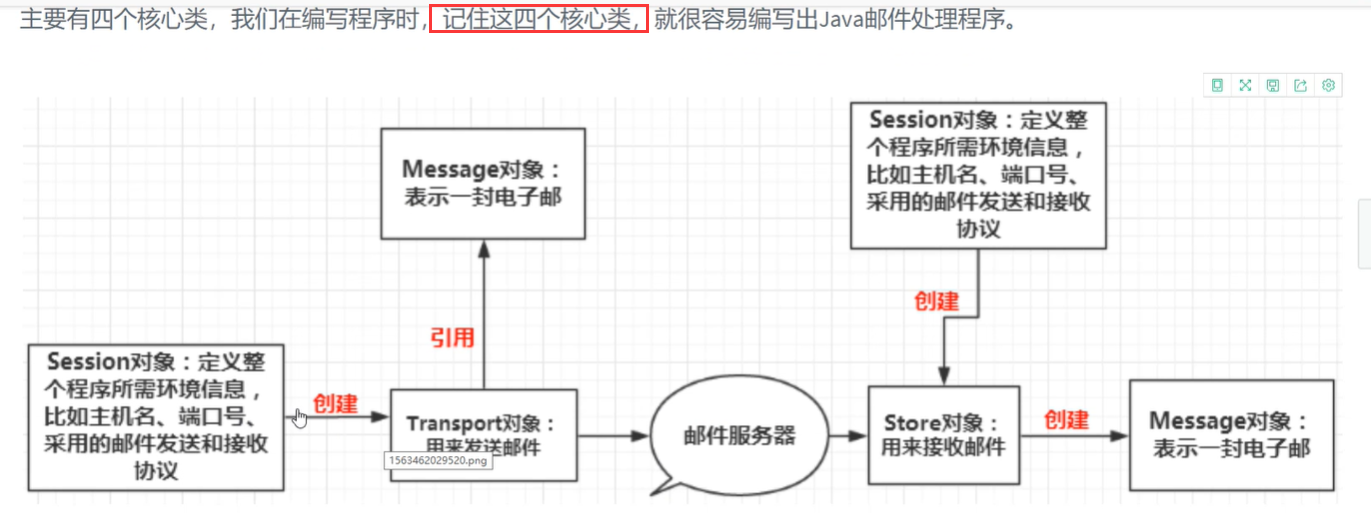 主要有四个核心类，我们在编写程序时，记住这四个核心类，就很容易编写出Java邮件处理程序。
Message对象：
表示一封电子邮
Session对象：定义整
个程序所需环境信息，
比如主机名、端口号、
采用的邮件发送和接收
协议
引用
创建
Session对象：定义整
个程序所需环境信息，
比如主机名、端口号、
采用的邮件发送和接收
协议
创建
Transport对象：
用来发送邮件
1563462029520.png
邮件服务器
Store对象：
用来接收邮件
创建
Message对象：
表示一封电子邮